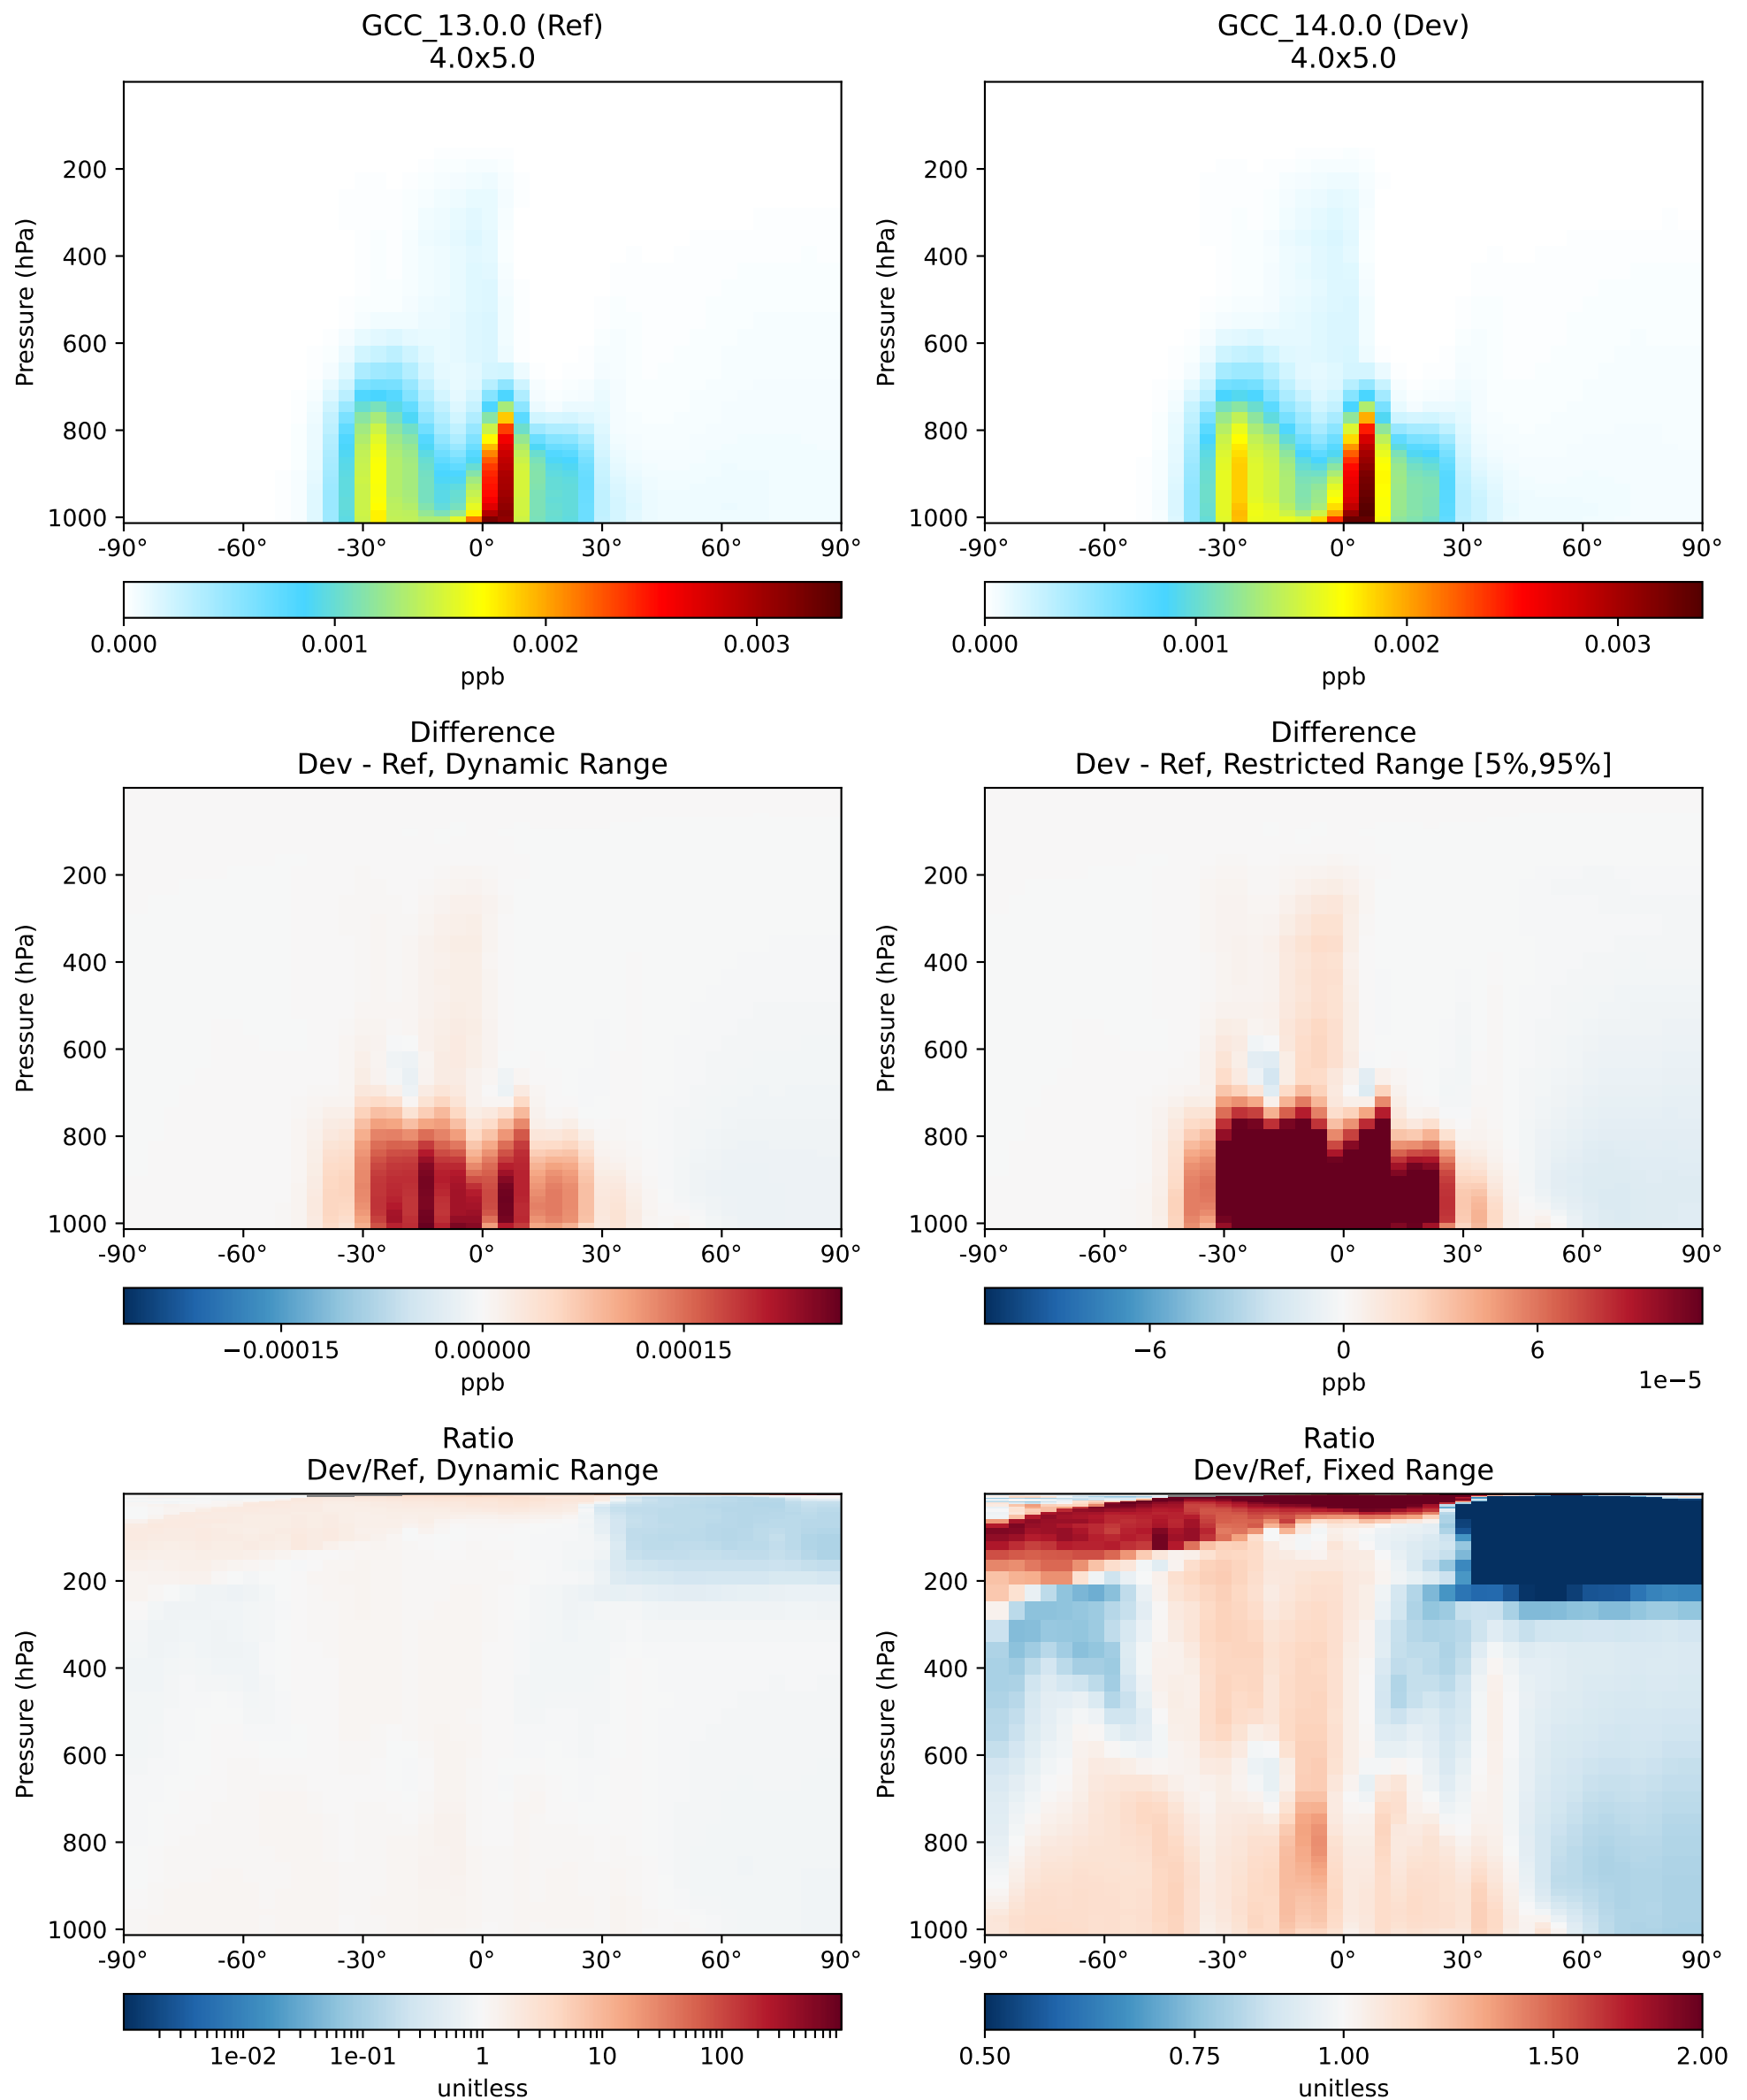 GCC_13.0.0 (Ref)
4.0x5.0
GCC_14.0.0 (Dev)
4.0x5.0
Pressure (hPa)
200
400
600
800
1000
-90° -60° -30° 0° 30° 60° 90°
0.000 0.001 0.002 0.003
ppb
Pressure (hPa)
200
400
600
800
1000
-90° -60° -30° 0° 30° 60° 90°
0.000 0.001 0.002 0.003
ppb
Difference
Dev - Ref, Dynamic Range
Difference
Dev - Ref, Restricted Range [5%,95%]
Pressure (hPa)
200
400
600
800
1000
-90° -60° -30° 0° 30° 60° 90°
−0.00015 0.00000 0.00015
ppb
Pressure (hPa)
200
400
600
800
1000
-90° -60° -30° 0° 30° 60° 90°
−6 0 6
ppb
1e−5
Ratio
Dev/Ref, Dynamic Range
Ratio
Dev/Ref, Fixed Range
Pressure (hPa)
200
400
600
800
1000
-90° -60° -30° 0° 30° 60° 90°
1e-02 1e-01 1 10 100
unitless
Pressure (hPa)
200
400
600
800
1000
-90° -60° -30° 0° 30° 60° 90°
0.50 0.75 1.00 1.50 2.00
unitless